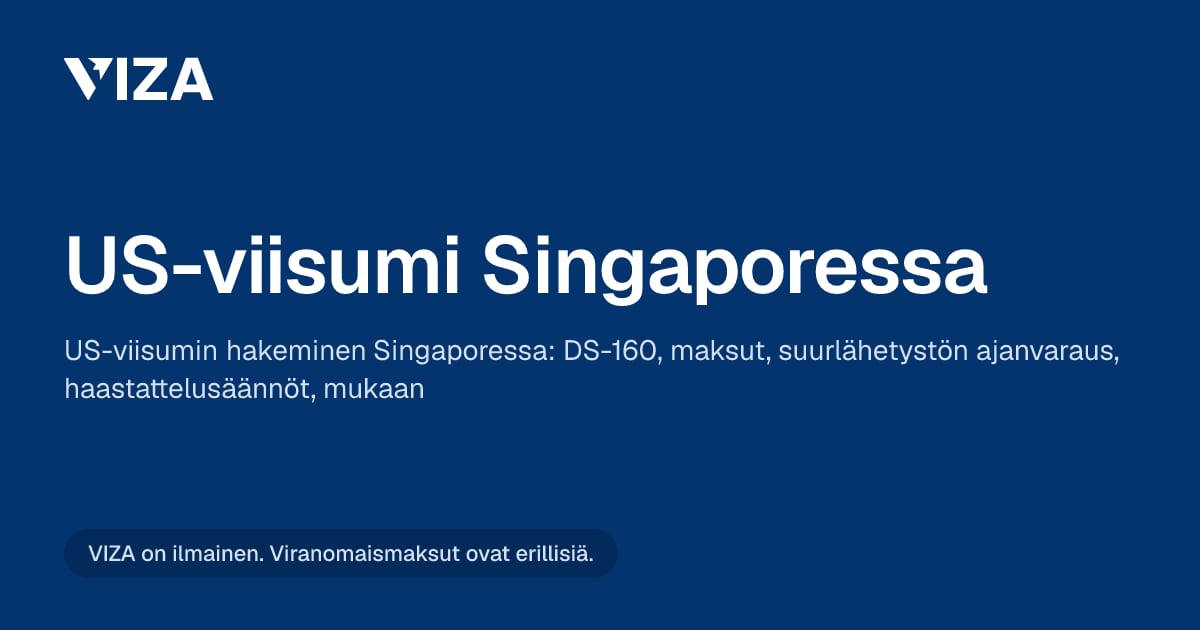 VIZA
US-viisumi Singaporessa
US-viisumin hakeminen Singaporessa: DS-160, maksut, suurlähetystön ajanvaraus,
haastattelusäännöt, mukaan
VIZA on ilmainen. Viranomaismaksut ovat erillisiä.